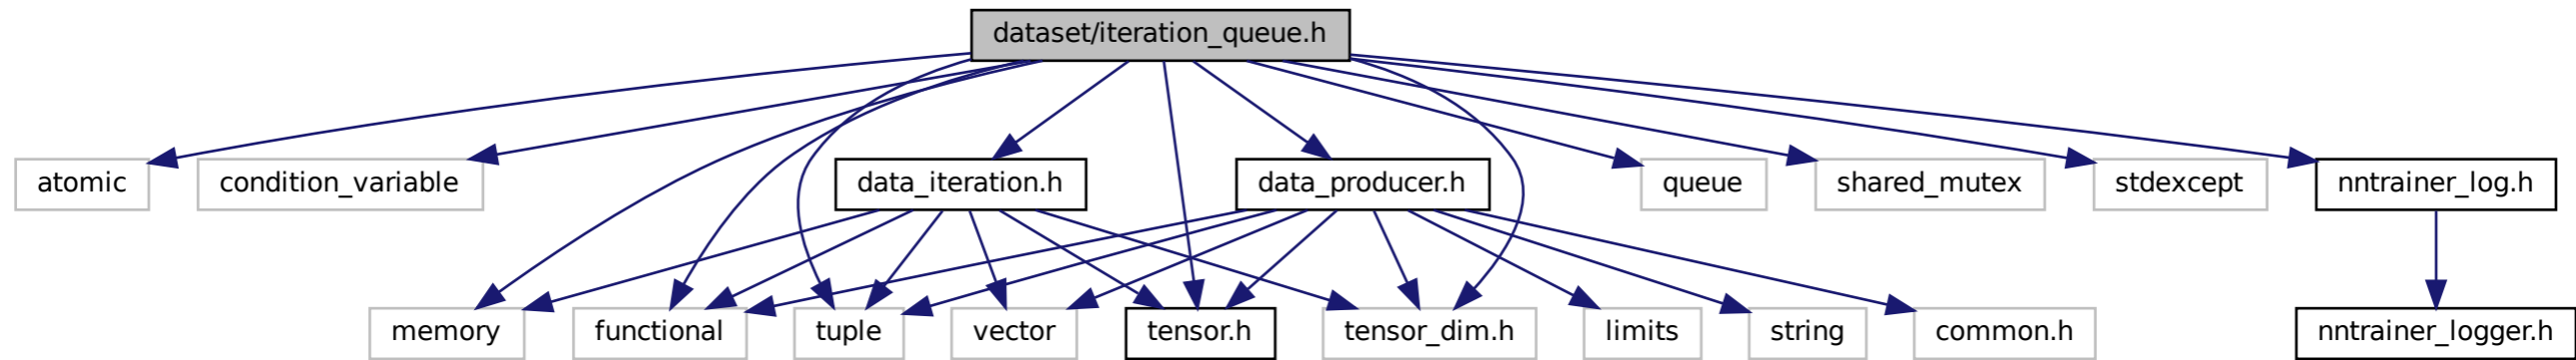 dataset/iteration_queue.h
atomic
condition_variable
data_iteration.h
data_producer.h
queue
shared_mutex
stdexcept
nntrainer_log.h
memory
functional
tuple
vector
tensor.h
tensor_dim.h
limits
string
common.h
nntrainer_logger.h